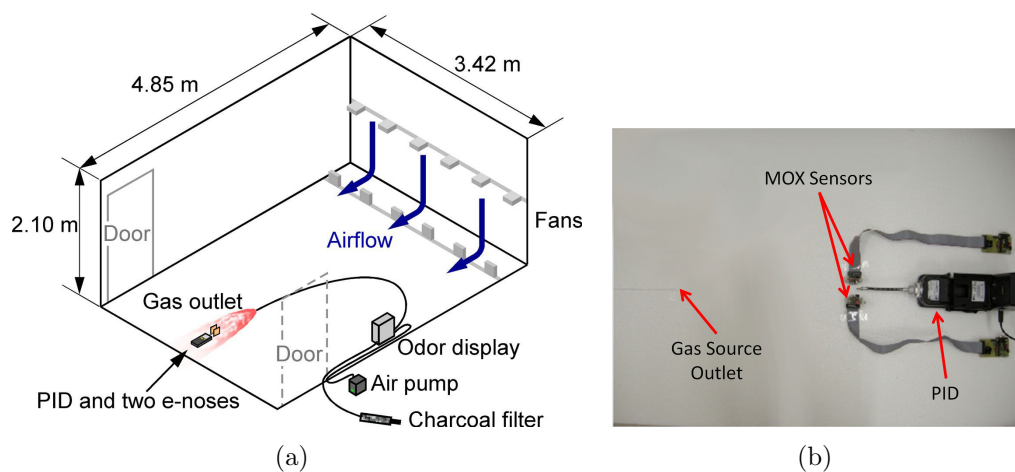 4.85 m
3.42 m
2.10 m
Door
Fans
Airflow
Gas outlet
Door
Odor display
PID and two e-noses
Air pump
Charcoal filter
(a)
MOX Sensors
Gas Source
Outlet
PID
(b)